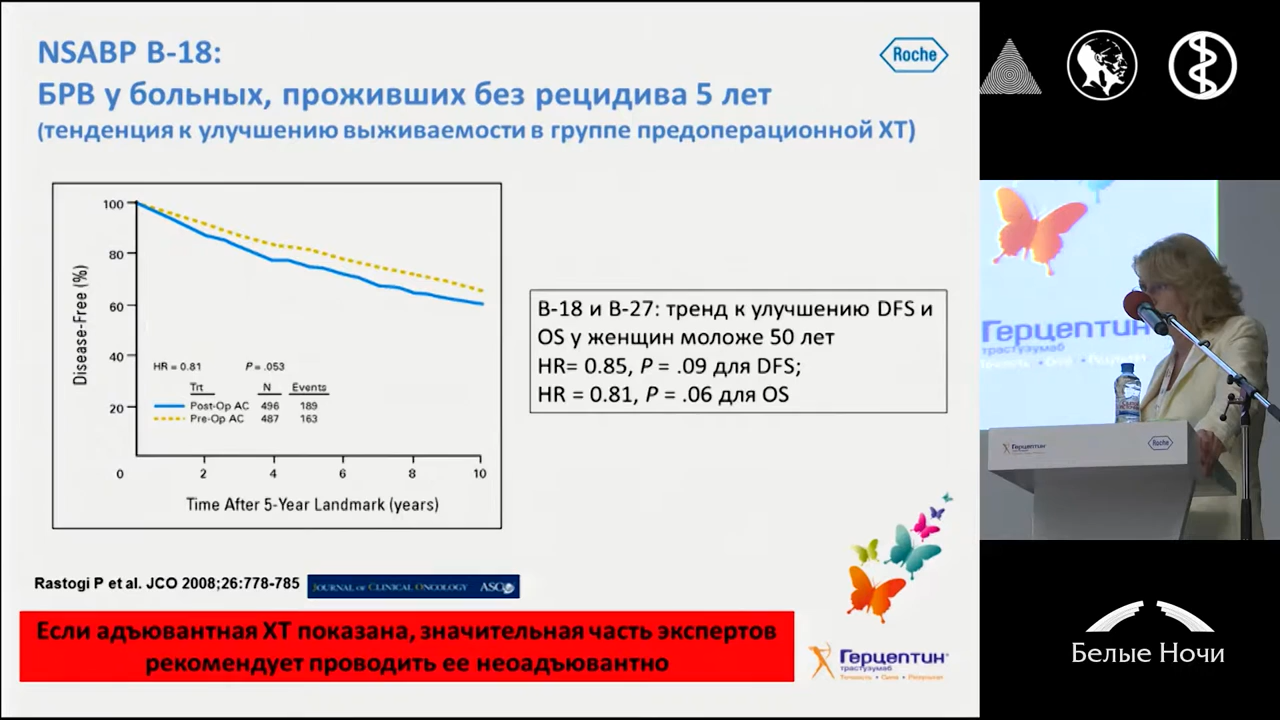 NSABP B-18:
БРВ у больных, проживших без рецидива 5 лет
(тенденция к улучшению выживаемости в группе предоперационной ХТ)
Roche
100
80
60
40
20
0
2
4
6
8
10
Disease-Free (%)
HR = 0.81 P = .053
Trt N Events
Post-Op AC 496 189
Pre-Op AC 487 163
Time After 5-Year Landmark (years)
В-18 и В-27: тренд к улучшению DFS и
OS у женщин моложе 50 лет
HR= 0.85, P = .09 для DFS;
HR = 0.81, P = .06 для OS
Rastogi P et al. JCO 2008;26:778-785
JOURNAL OF CLINICAL ONCOLOGY ASCO
Если адъювантная ХТ показана, значительная часть экспертов
рекомендует проводить ее неоадъювантно
Герцептин
трастузумаб
Точность • Сила • Результат
Герцептин
трастузумаб
Герцептин
Roche
Белые Ночи